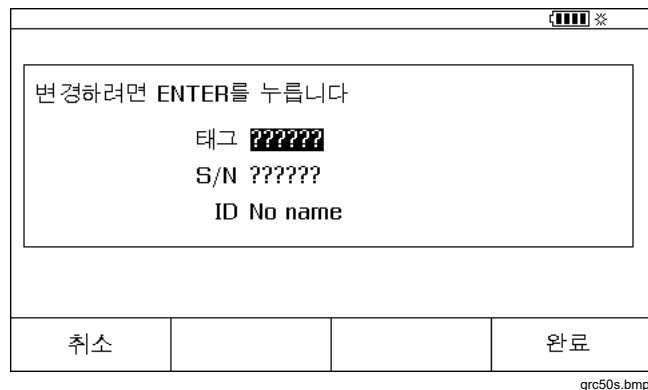 변경하려면 ENTER를 누릅니다
태그 ??????
S/N ??????
ID No name
취소 완료
grc50s.bmp